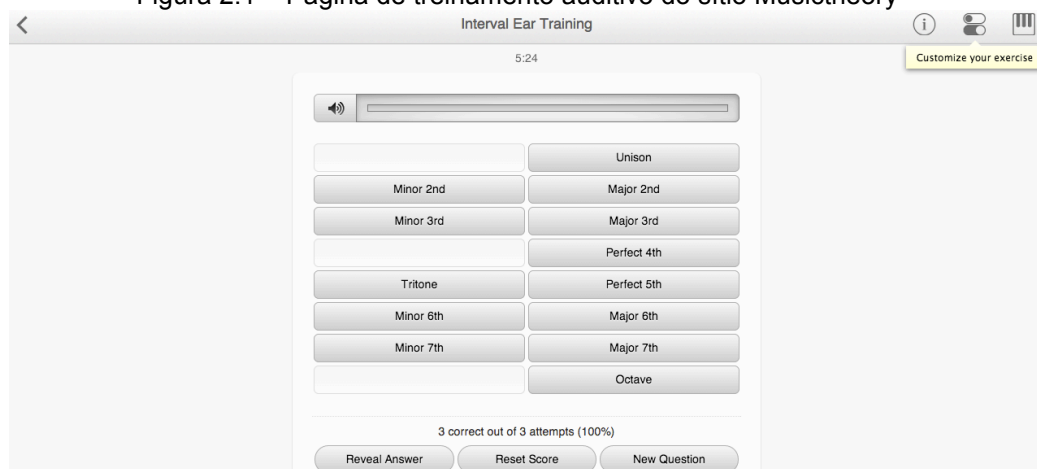 Figura 2.1 – Página de treinamento auditivo do sítio Musictheory
Interval Ear Training
5:24
Customize your exercise
Unison
Minor 2nd Major 2nd
Minor 3rd Major 3rd
Perfect 4th
Tritone Perfect 5th
Minor 6th Major 6th
Minor 7th Major 7th
Octave
3 correct out of 3 attempts (100%)
Reveal Answer Reset Score New Question